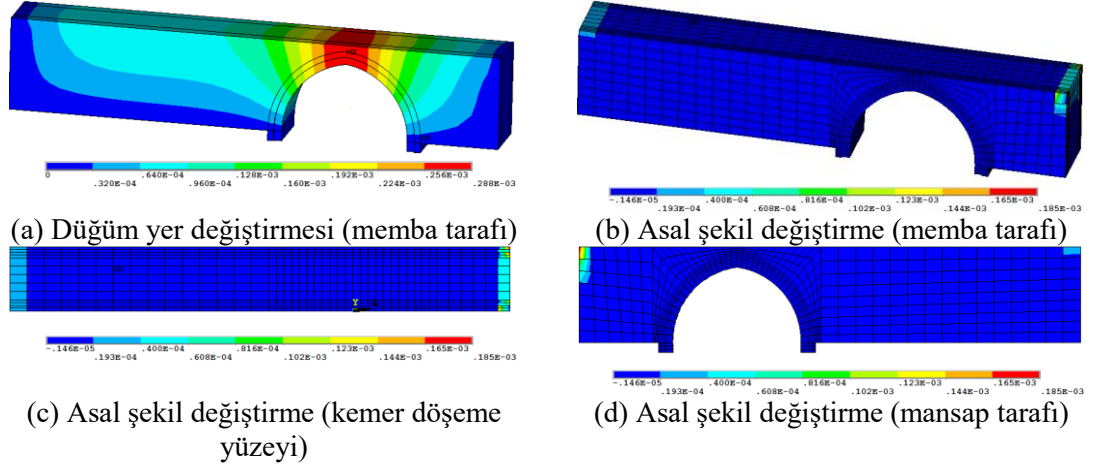 0 .640E-04 .128E-03 .192E-03 .256E-03
.320E-04 .960E-04 .160E-03 .224E-03 .288E-03
-.146E-05 .400E-04 .816E-04 .123E-03 .165E-03
.193E-04 .608E-04 .102E-03 .144E-03 .185E-03
(a) Düğüm yer değiştirmesi (memba tarafı)
(b) Asal şekil değiştirme (memba tarafı)
Y
-.146E-05 .400E-04 .816E-04 .123E-03 .165E-03
.193E-04 .608E-04 .102E-03 .144E-03 .185E-03
-.146E-05 .400E-04 .816E-04 .123E-03 .165E-03
.193E-04 .608E-04 .102E-03 .144E-03 .185E-03
(c) Asal şekil değiştirme (kemer döşeme
yüzeyi)
(d) Asal şekil değiştirme (mansap tarafı)